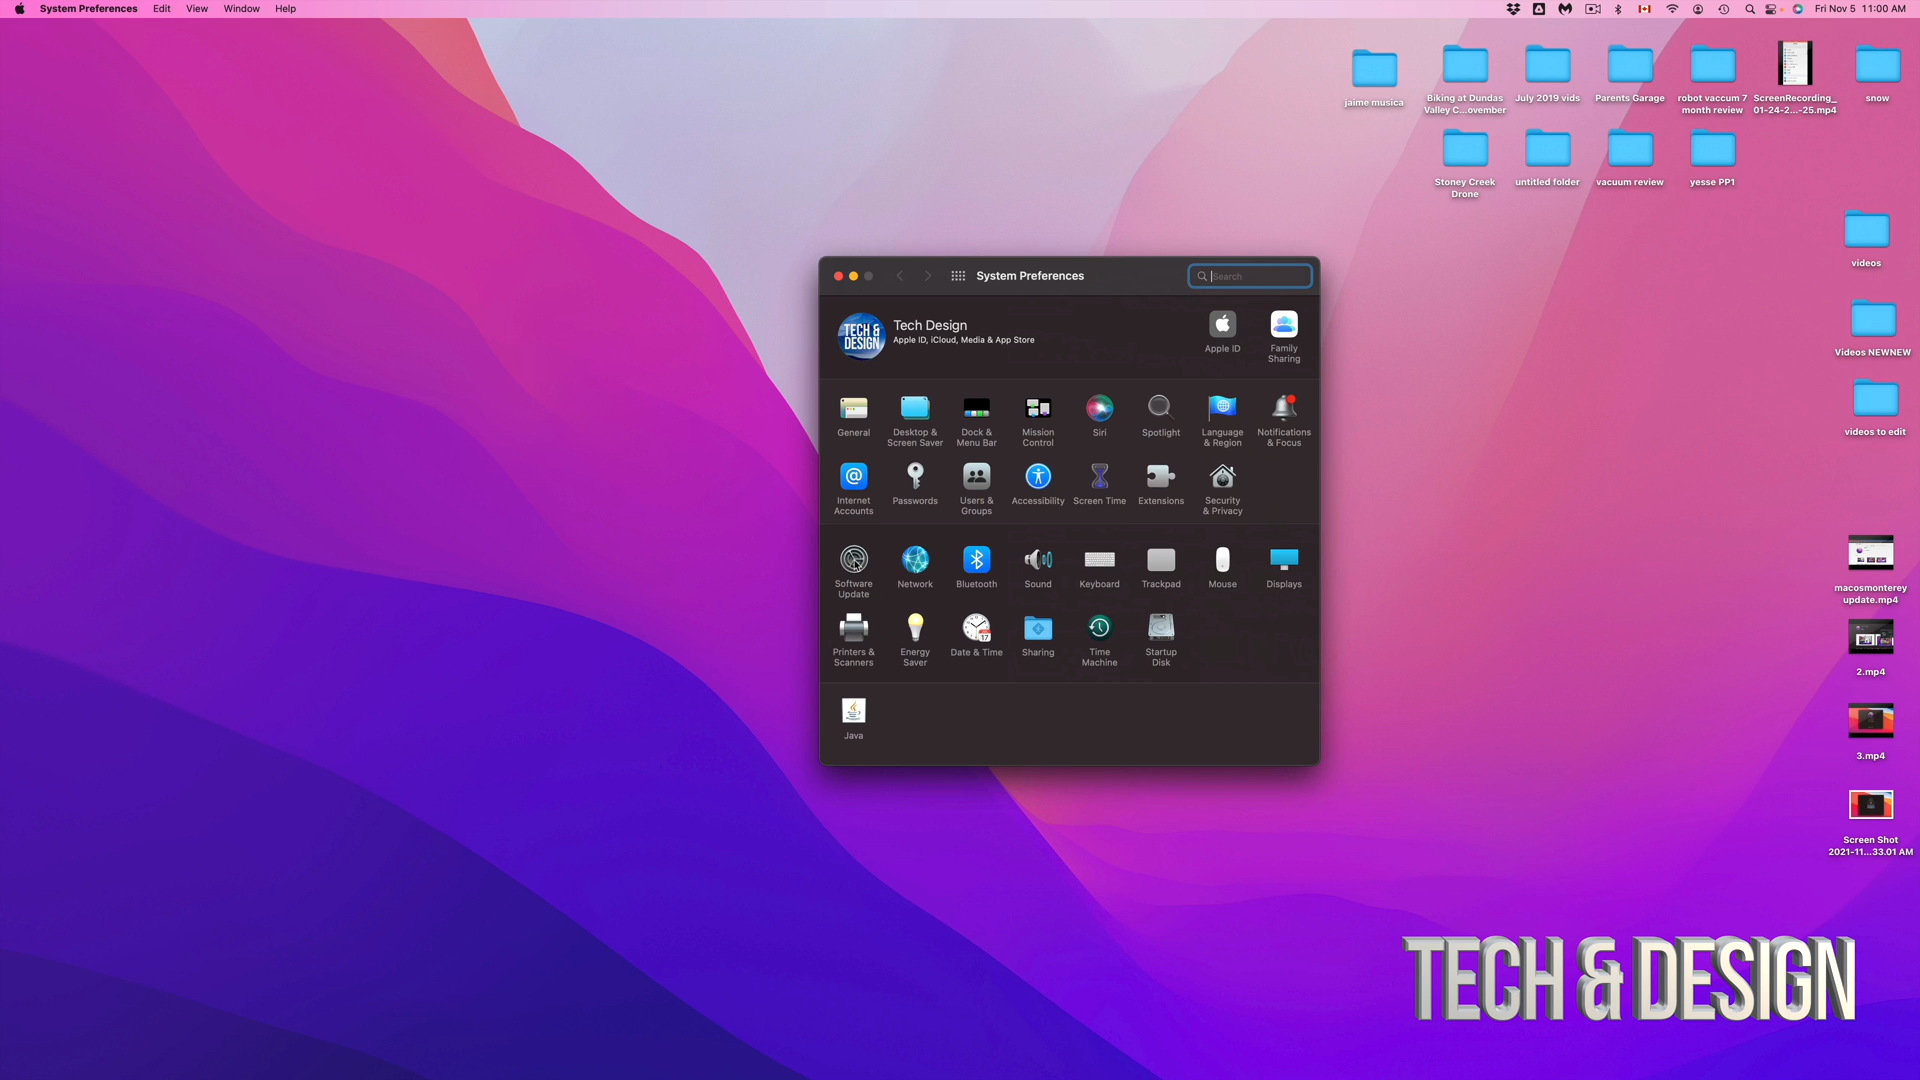 System Preferences Edit View Window Help
Fri Nov 5 11:00 AM
jaime musica
Biking at Dundas
Valley C...ovember
July 2019 vids
Parents Garage
robot vaccum 7
month review
ScreenRecording_
01-24-2...-25.mp4
snow
Stoney Creek
Drone
untitled folder
vacuum review
yesse PP1
videos
Videos NEWNEW
videos to edit
macosmonterey
update.mp4
2.mp4
3.mp4
Screen Shot
2021-11...33.01 AM
System Preferences
Search
TECH &
DESIGN
Tech Design
Apple ID, iCloud, Media & App Store
Apple ID
Family
Sharing
General
Desktop &
Screen Saver
Dock &
Menu Bar
Mission
Control
Siri
Spotlight
Language
& Region
Notifications
& Focus
Internet
Accounts
Passwords
Users &
Groups
Accessibility
Screen Time
Extensions
Security
& Privacy
Software
Update
Network
Bluetooth
Sound
Keyboard
Trackpad
Mouse
Displays
Printers &
Scanners
Energy
Saver
17
Date & Time
Sharing
Time
Machine
Startup
Disk
Java
TECH & DESIGN